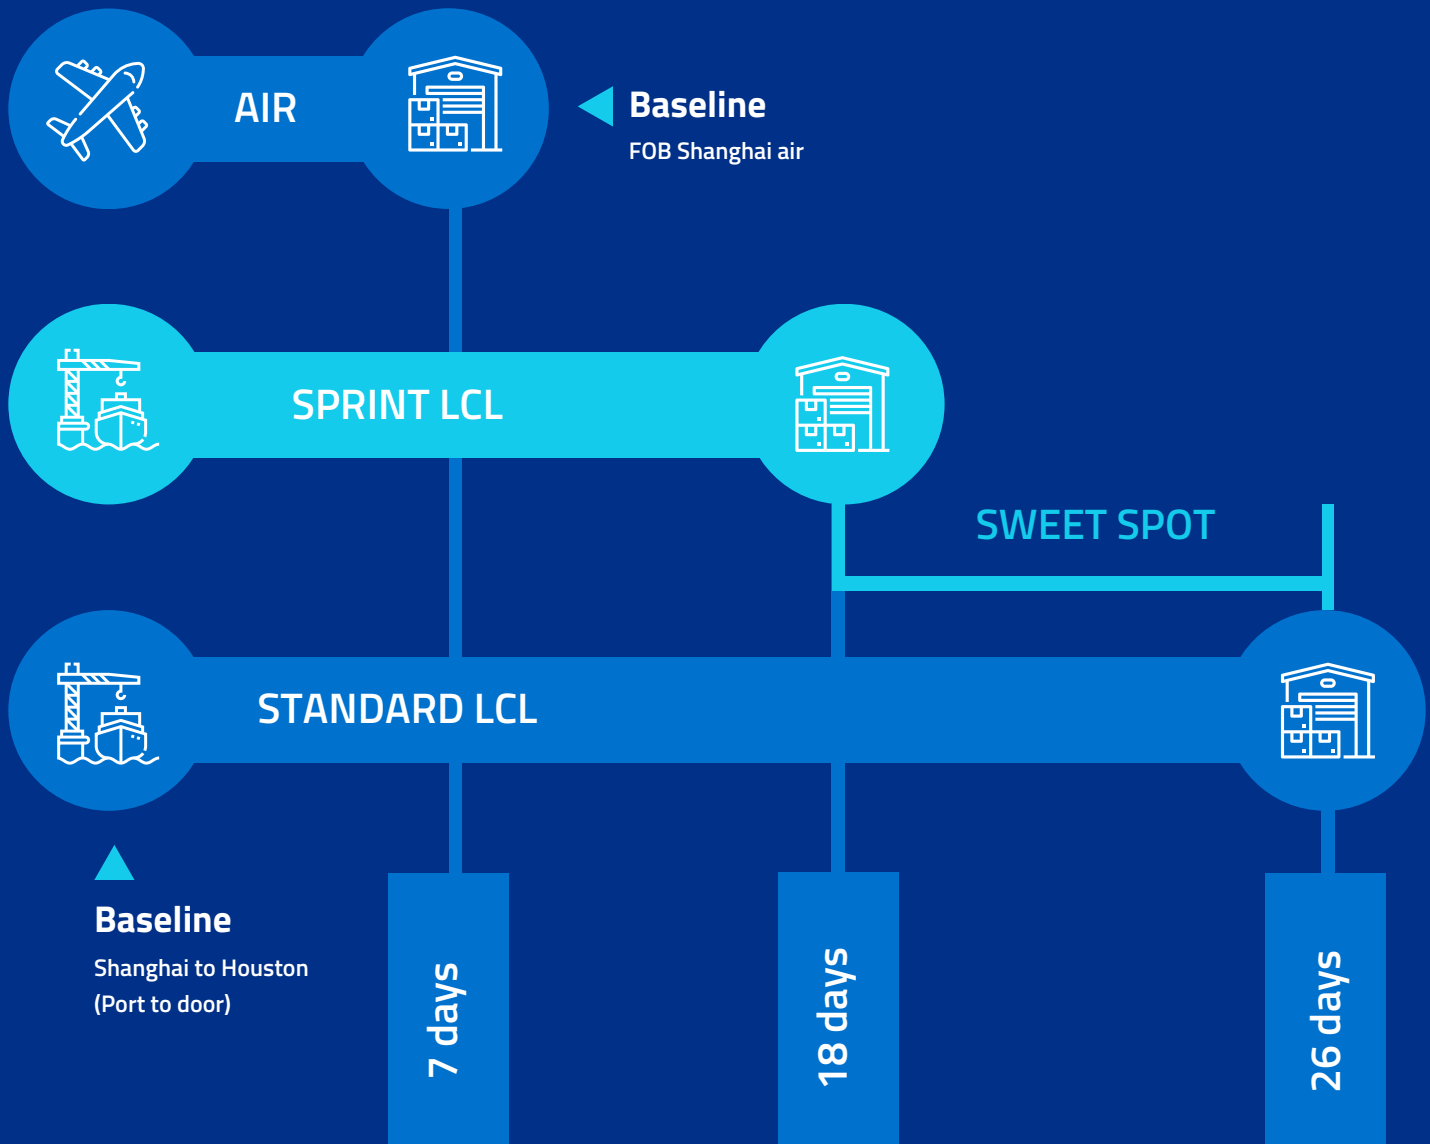 AIR
Baseline
FOB Shanghai air
SPRINT LCL
SWEET SPOT
STANDARD LCL
Baseline
Shanghai to Houston
(Port to door)
7 days
18 days
26 days